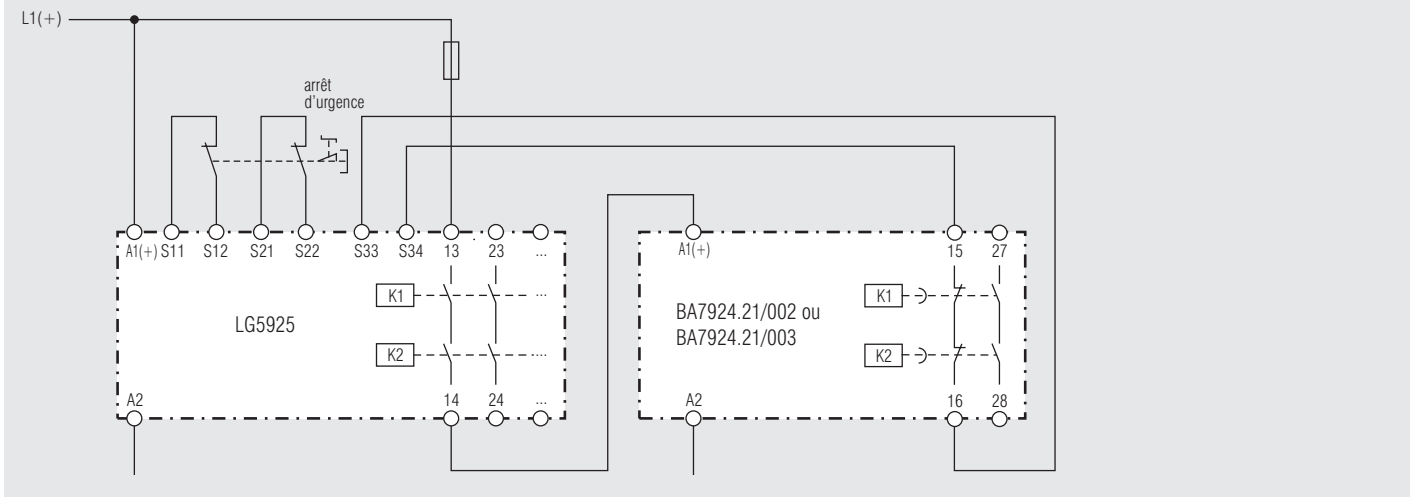 L1(+)
arrêt
d'urgence
A1(+) S11 S12 S21 S22 S33 S34 13 23 ...
A1(+) 15 27
K1 ...
K1
LG5925
BA7924.21/002 ou
BA7924.21/003
K2 ....
K2
A2 14 24 ...
A2 16 28